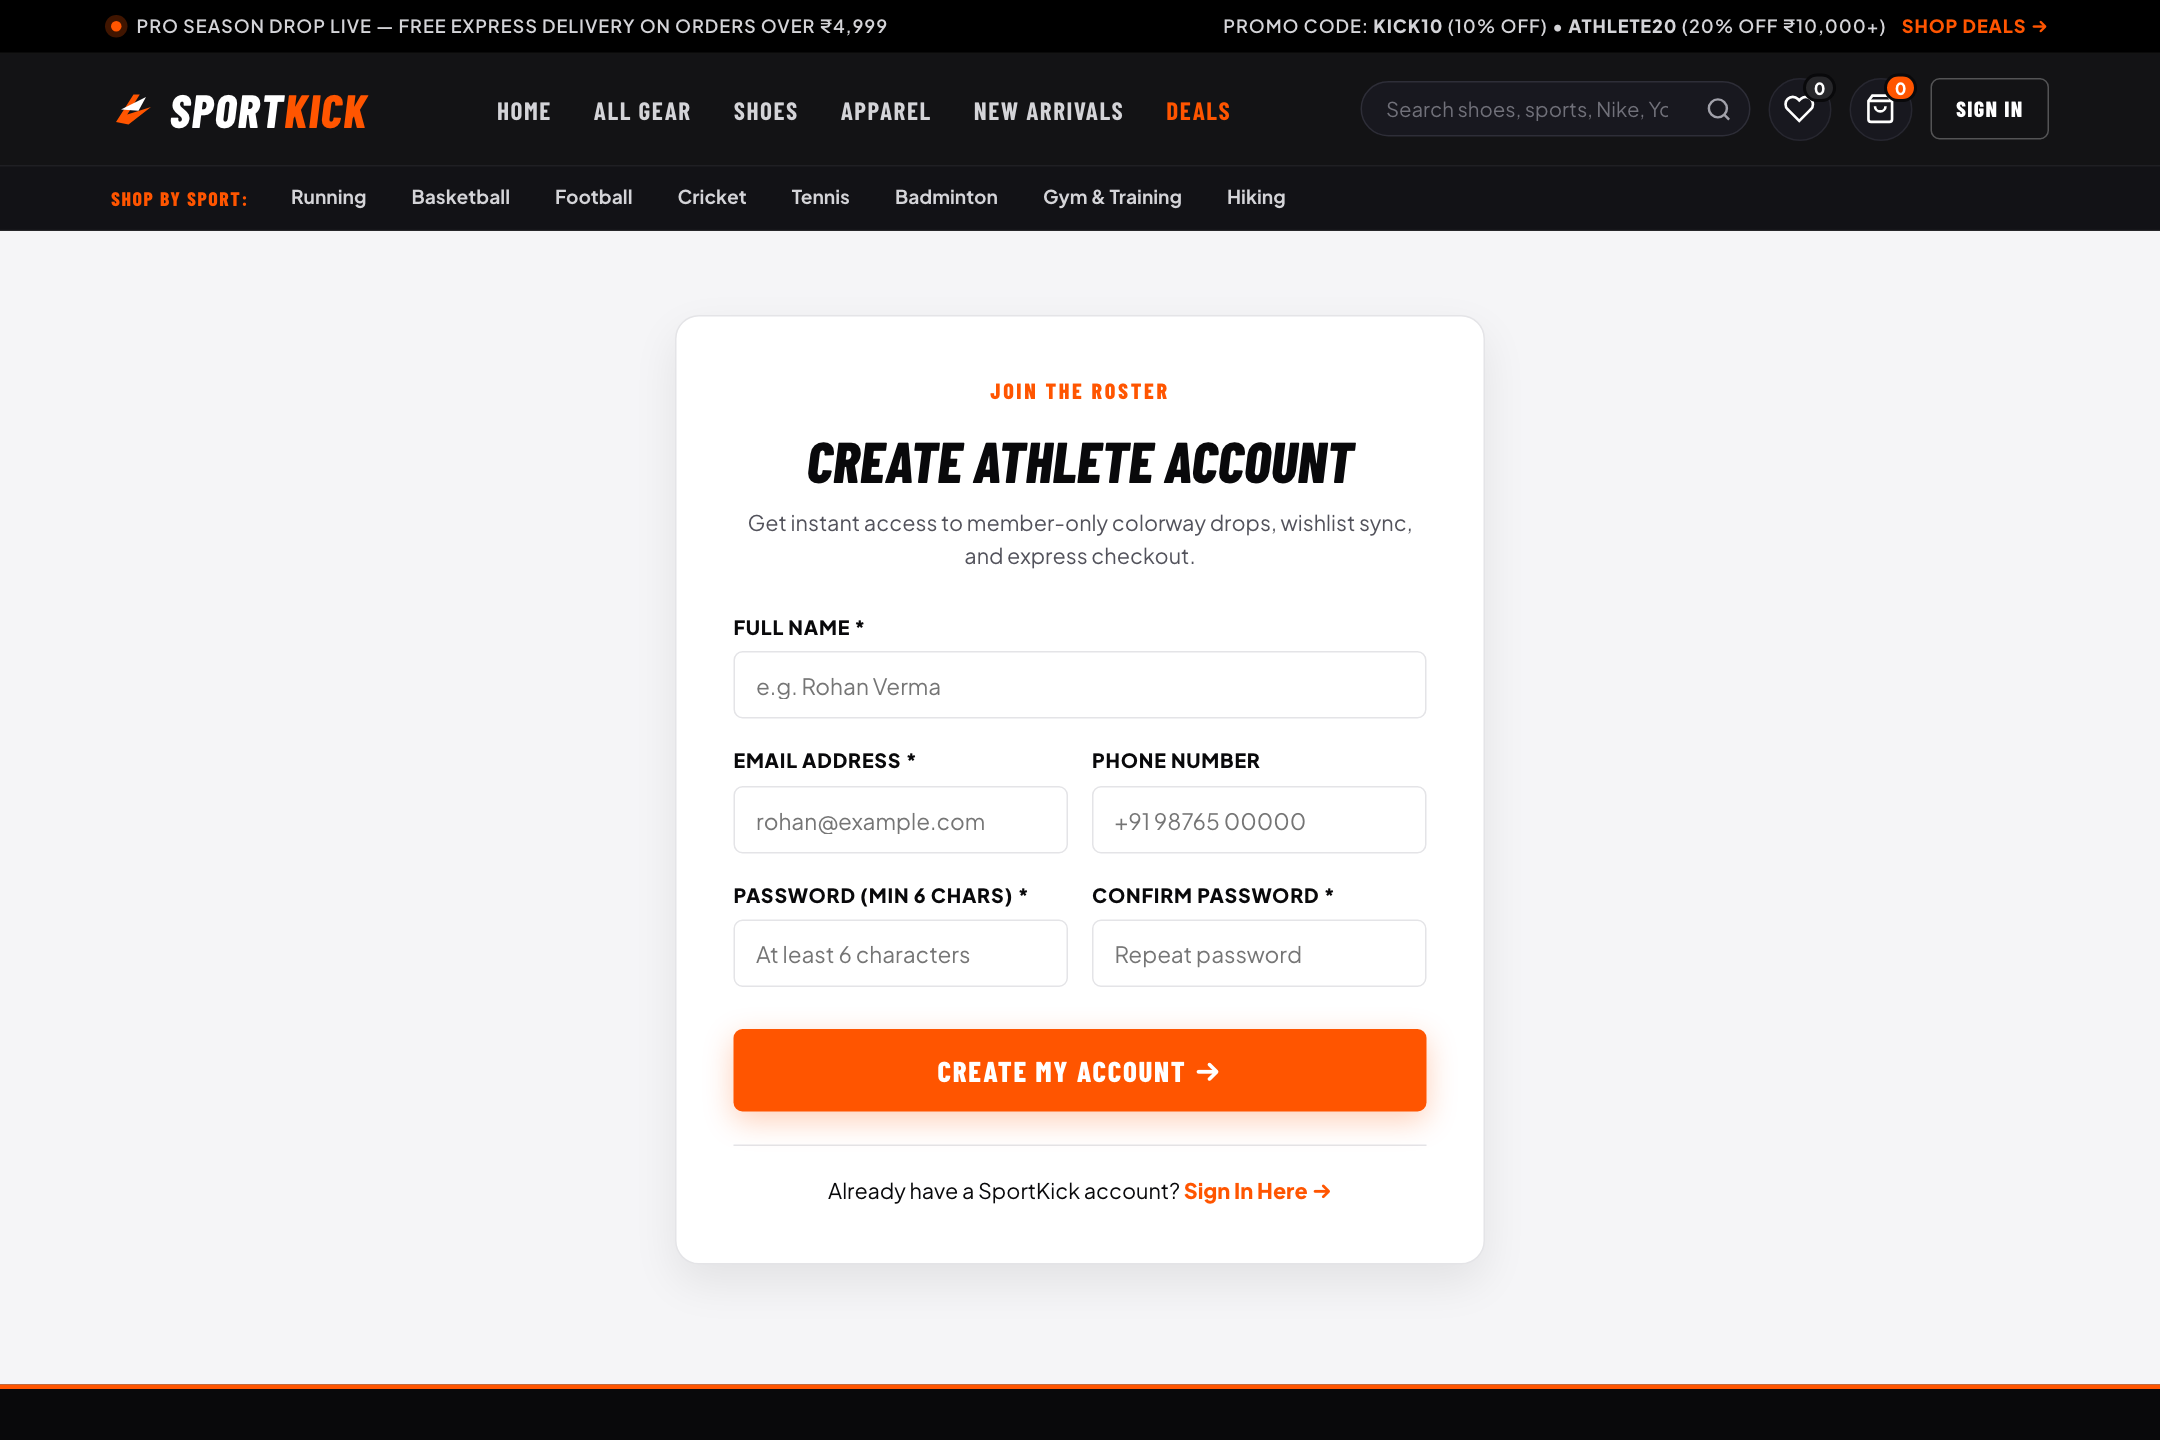 PRO SEASON DROP LIVE — FREE EXPRESS DELIVERY ON ORDERS OVER ₹4,999
PROMO CODE: KICK10 (10% OFF) • ATHLETE20 (20% OFF ₹10,000+) SHOP DEALS →
SPORTKICK
HOME ALL GEAR SHOES APPAREL NEW ARRIVALS DEALS
Search shoes, sports, Nike, Yo
0
0
SIGN IN
SHOP BY SPORT: Running Basketball Football Cricket Tennis Badminton Gym & Training Hiking
JOIN THE ROSTER
CREATE ATHLETE ACCOUNT
Get instant access to member-only colorway drops, wishlist sync,
and express checkout.
FULL NAME *
e.g. Rohan Verma
EMAIL ADDRESS * PHONE NUMBER
rohan@example.com +91 98765 00000
PASSWORD (MIN 6 CHARS) * CONFIRM PASSWORD *
At least 6 characters Repeat password
CREATE MY ACCOUNT →
Already have a SportKick account? Sign In Here →